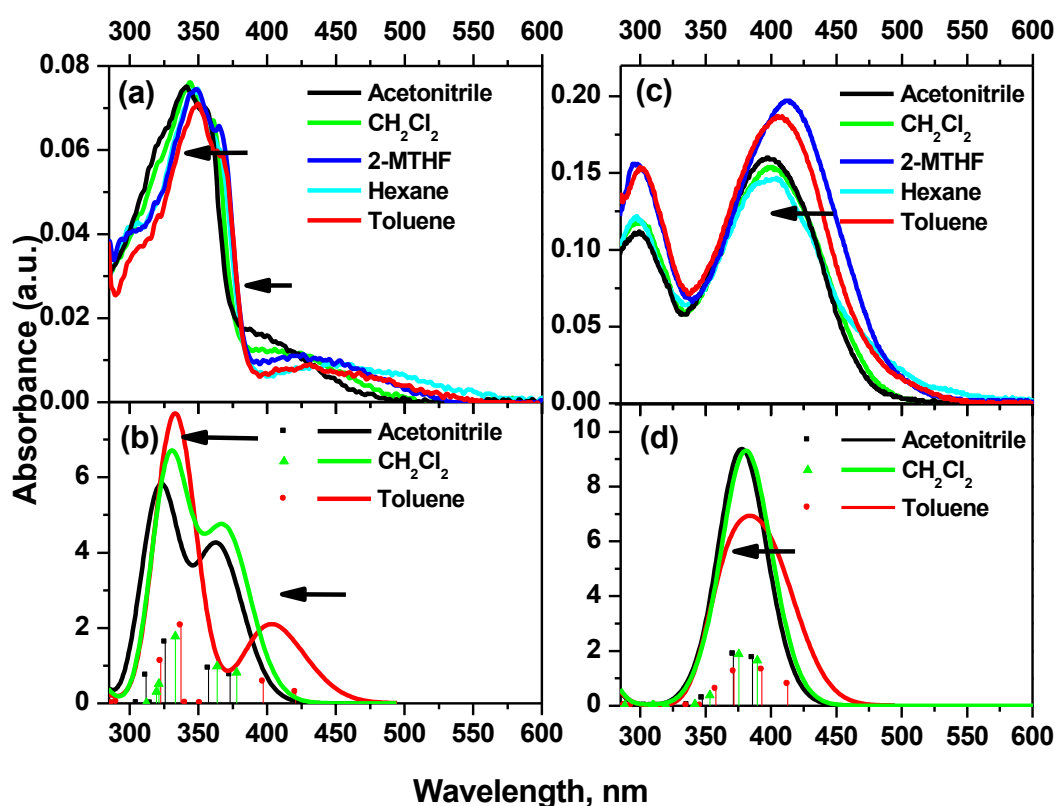 300 350 400 450 500 550 600
300 350 400 450 500 550 600
0.08
0.06
0.04
0.02
0.00
(a)
Acetonitrile
CH2Cl2
2-MTHF
Hexane
Toluene
0.20
0.15
0.10
0.05
0.00
(c)
Acetonitrile
CH2Cl2
2-MTHF
Hexane
Toluene
Absorbance (a.u.)
6
4
2
0
(b)
Acetonitrile
CH2Cl2
Toluene
10
8
6
4
2
0
(d)
Acetonitrile
CH2Cl2
Toluene
300 350 400 450 500 550 600
300 350 400 450 500 550 600
Wavelength, nm